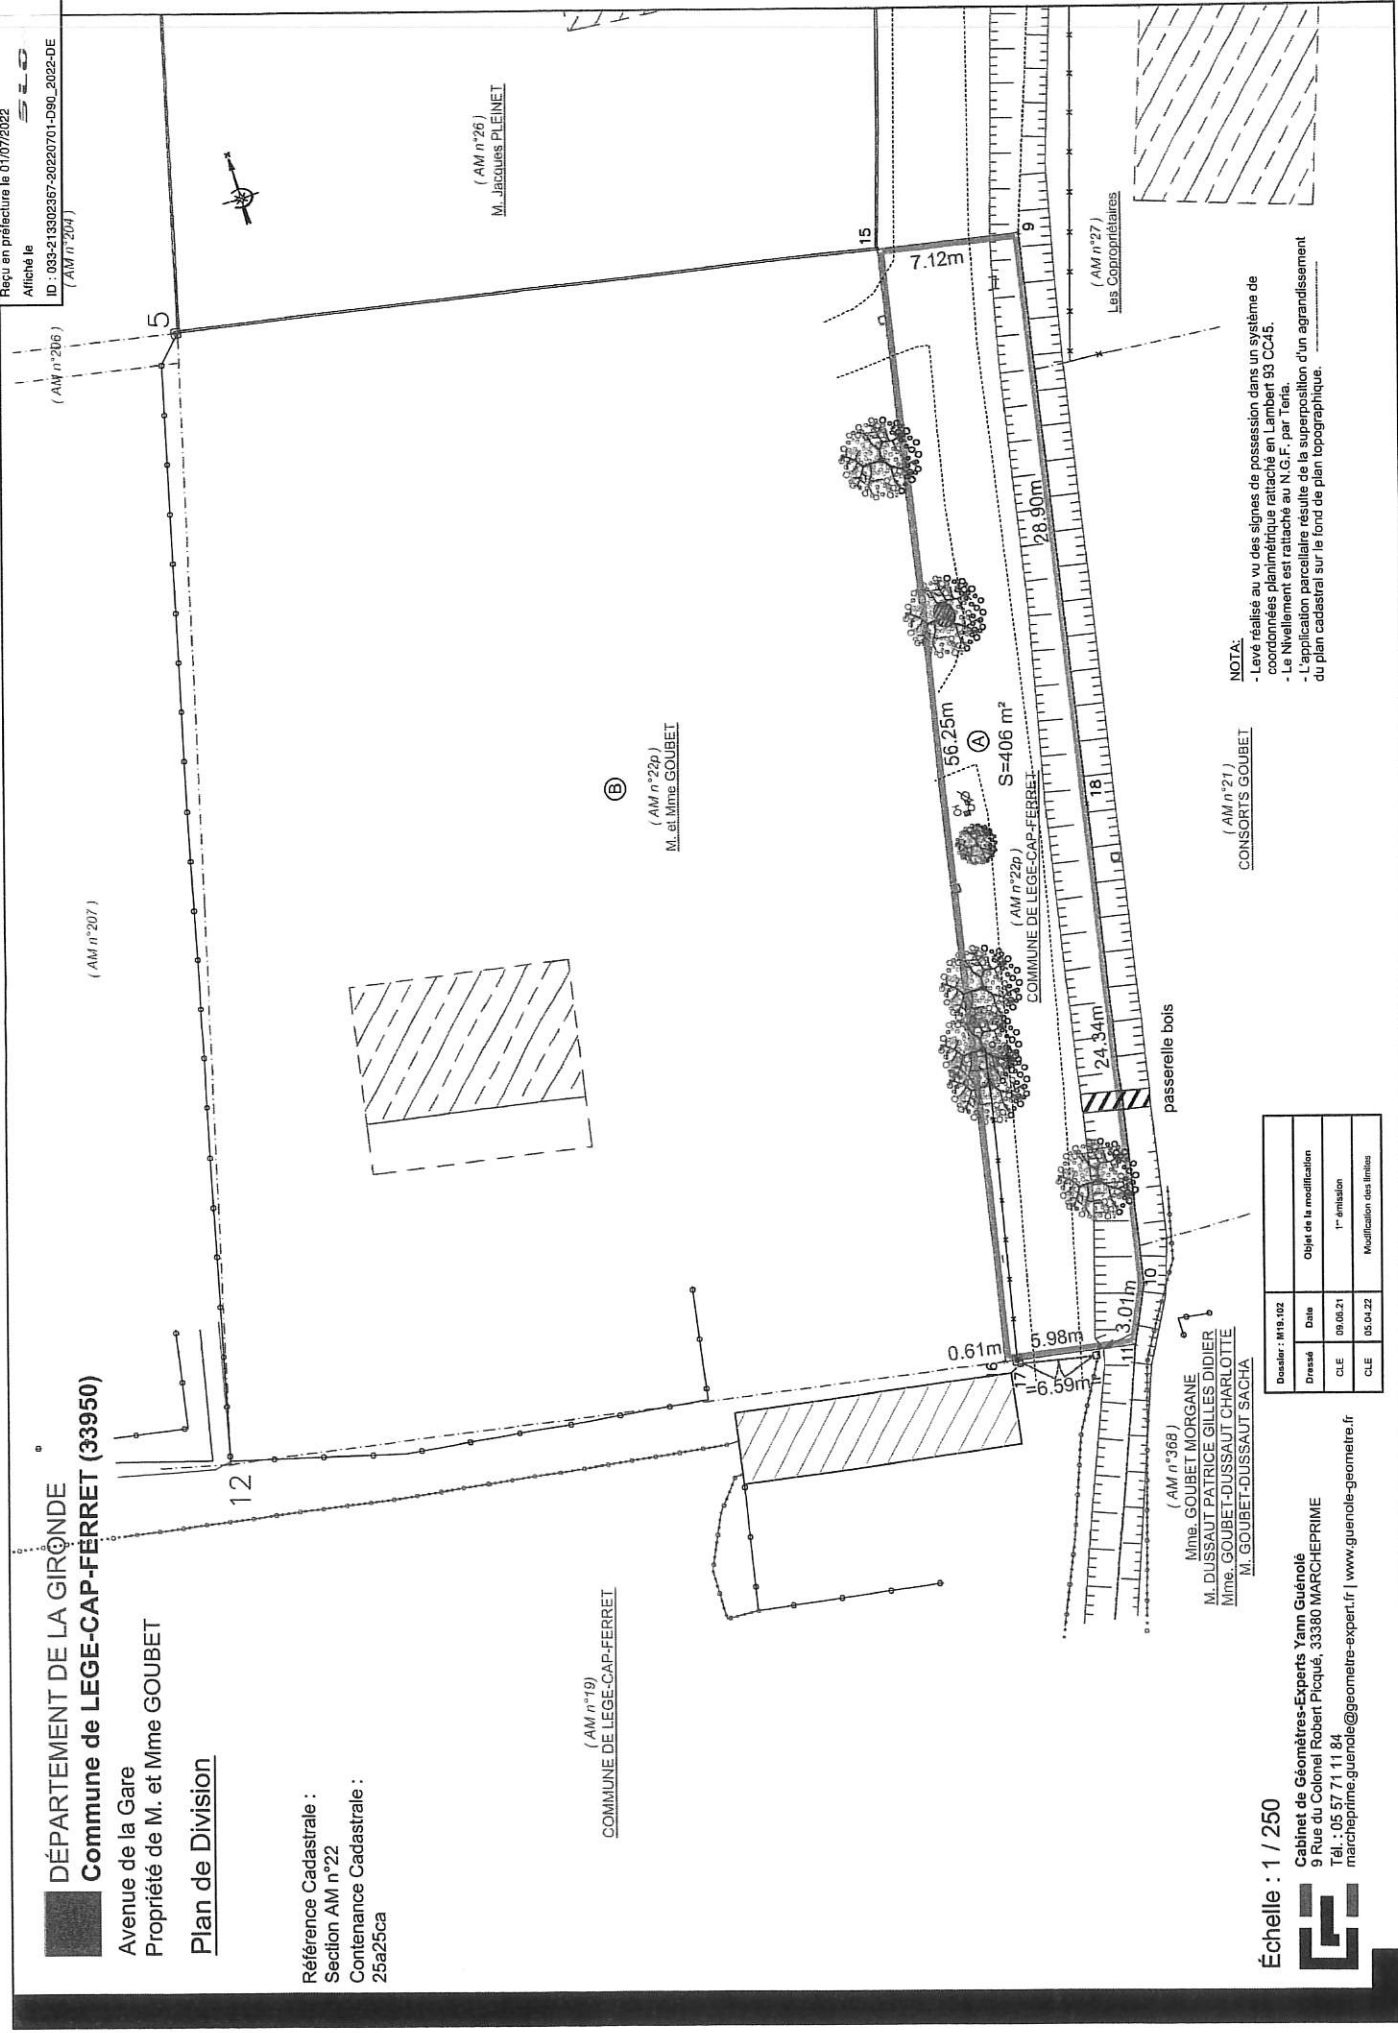 Reçu en préfecture le 01/07/2022
Affiché le
ID : 033-213302367-20220701-D90_2022-DE
DÉPARTEMENT DE LA GIRONDE
Commune de LEGE-CAP-FERRET (33950)
Avenue de la Gare
Propriété de M. et Mme GOUBET
Plan de Division
Référence Cadastrale :
Section AM n°22
Contenance Cadastrale :
25a25ca
( AM n°204 )
( AM n°206 )
5
( AM n°207 )
12
( AM n°26 )
M. Jacques PLEINET
B
( AM n°22p)
M. et Mme GOUBET
( AM n°19)
COMMUNE DE LEGE-CAP-FERRET
15
7.12m
9
56.25m
A
S=406 m²
( AM n°22p )
COMMUNE DE LEGE-CAP-FERRET
28.90m
18
24.34m
0.61m
16
17
5.98m
=6.59m
3.01m
11
10
passerelle bois
( AM n°27 )
Les Copropriétaires
( AM n°21 )
CONSORTS GOUBET
( AM n°368 )
Mme. GOUBET MORGANE
M. DUSSAUT PATRICE GILLES DIDIER
Mme. GOUBET-DUSSAUT CHARLOTTE
M. GOUBET-DUSSAUT SACHA
NOTA:
- Levé réalisé au vu des signes de possession dans un système de
coordonnées planimétrique rattaché en Lambert 93 CC45.
- Le Nivellement est rattaché au N.G.F. par Teria.
- L'application parcellaire résulte de la superposition d'un agrandissement
du plan cadastral sur le fond de plan topographique.
Échelle : 1 / 250
Cabinet de Géomètres-Experts Yann Guénolé
9 Rue du Colonel Robert Picqué, 33380 MARCHEPRIME
Tél. : 05 57 71 11 84
marcheprime.guenole@geometre-expert.fr | www.guenole-geometre.fr
Dossier : M19.102
Dressé Date Objet de la modification
CLE 09.06.21 1ʳᵉ émission
CLE 05.04.22 Modification des limites